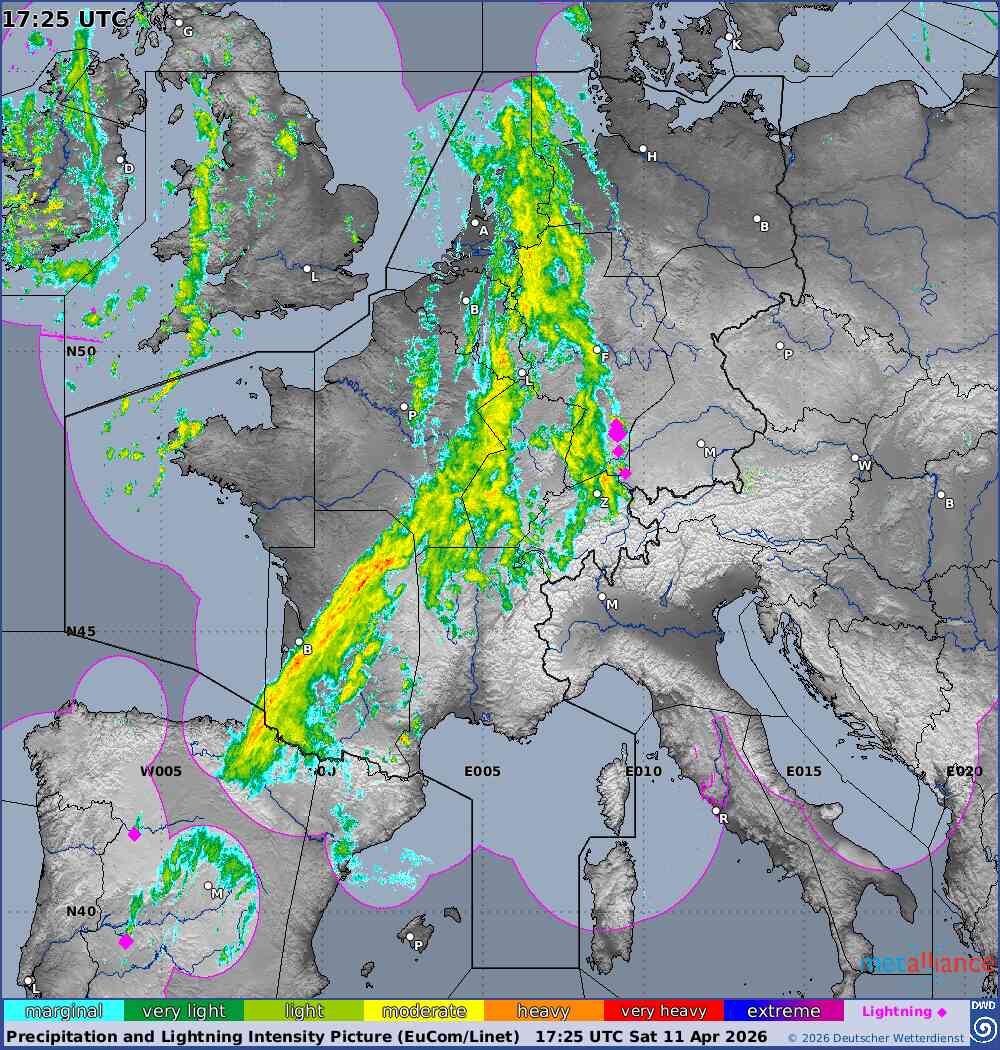 17:25 UTC
G
K
H
D
B
A
L
B
N50
F
P
L
P
M
W
B
Z
M
N45
B
W005
0.0
E005
E010
E015
E020
R
M
N40
P
L
metalliance
marginal very light light moderate heavy very heavy extreme Lightning
DWD
Precipitation and Lightning Intensity Picture (EuCom/Linet) 17:25 UTC Sat 11 Apr 2026 © 2026 Deutscher Wetterdienst